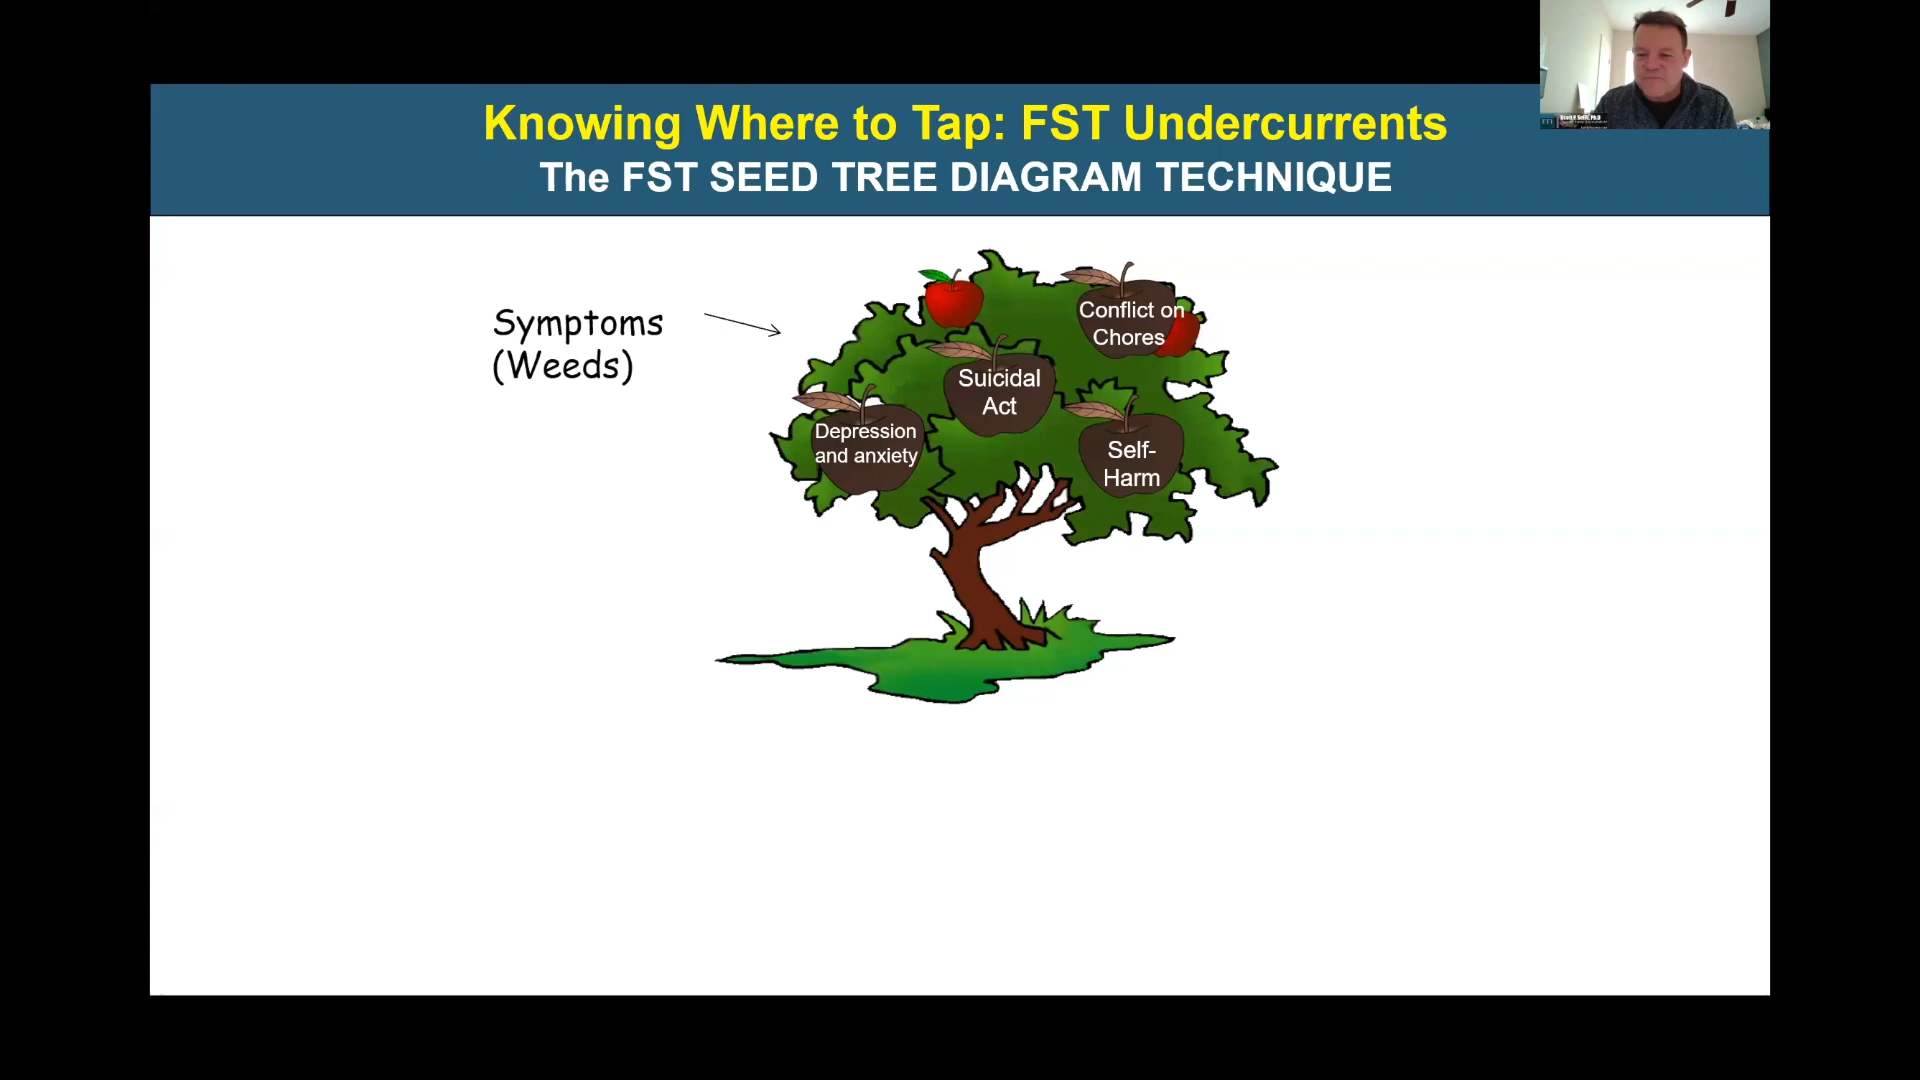 Knowing Where to Tap: FST Undercurrents
The FST SEED TREE DIAGRAM TECHNIQUE
Symptoms
(Weeds)
Conflict on
Chores
Suicidal
Act
Depression
and anxiety
Self-
Harm